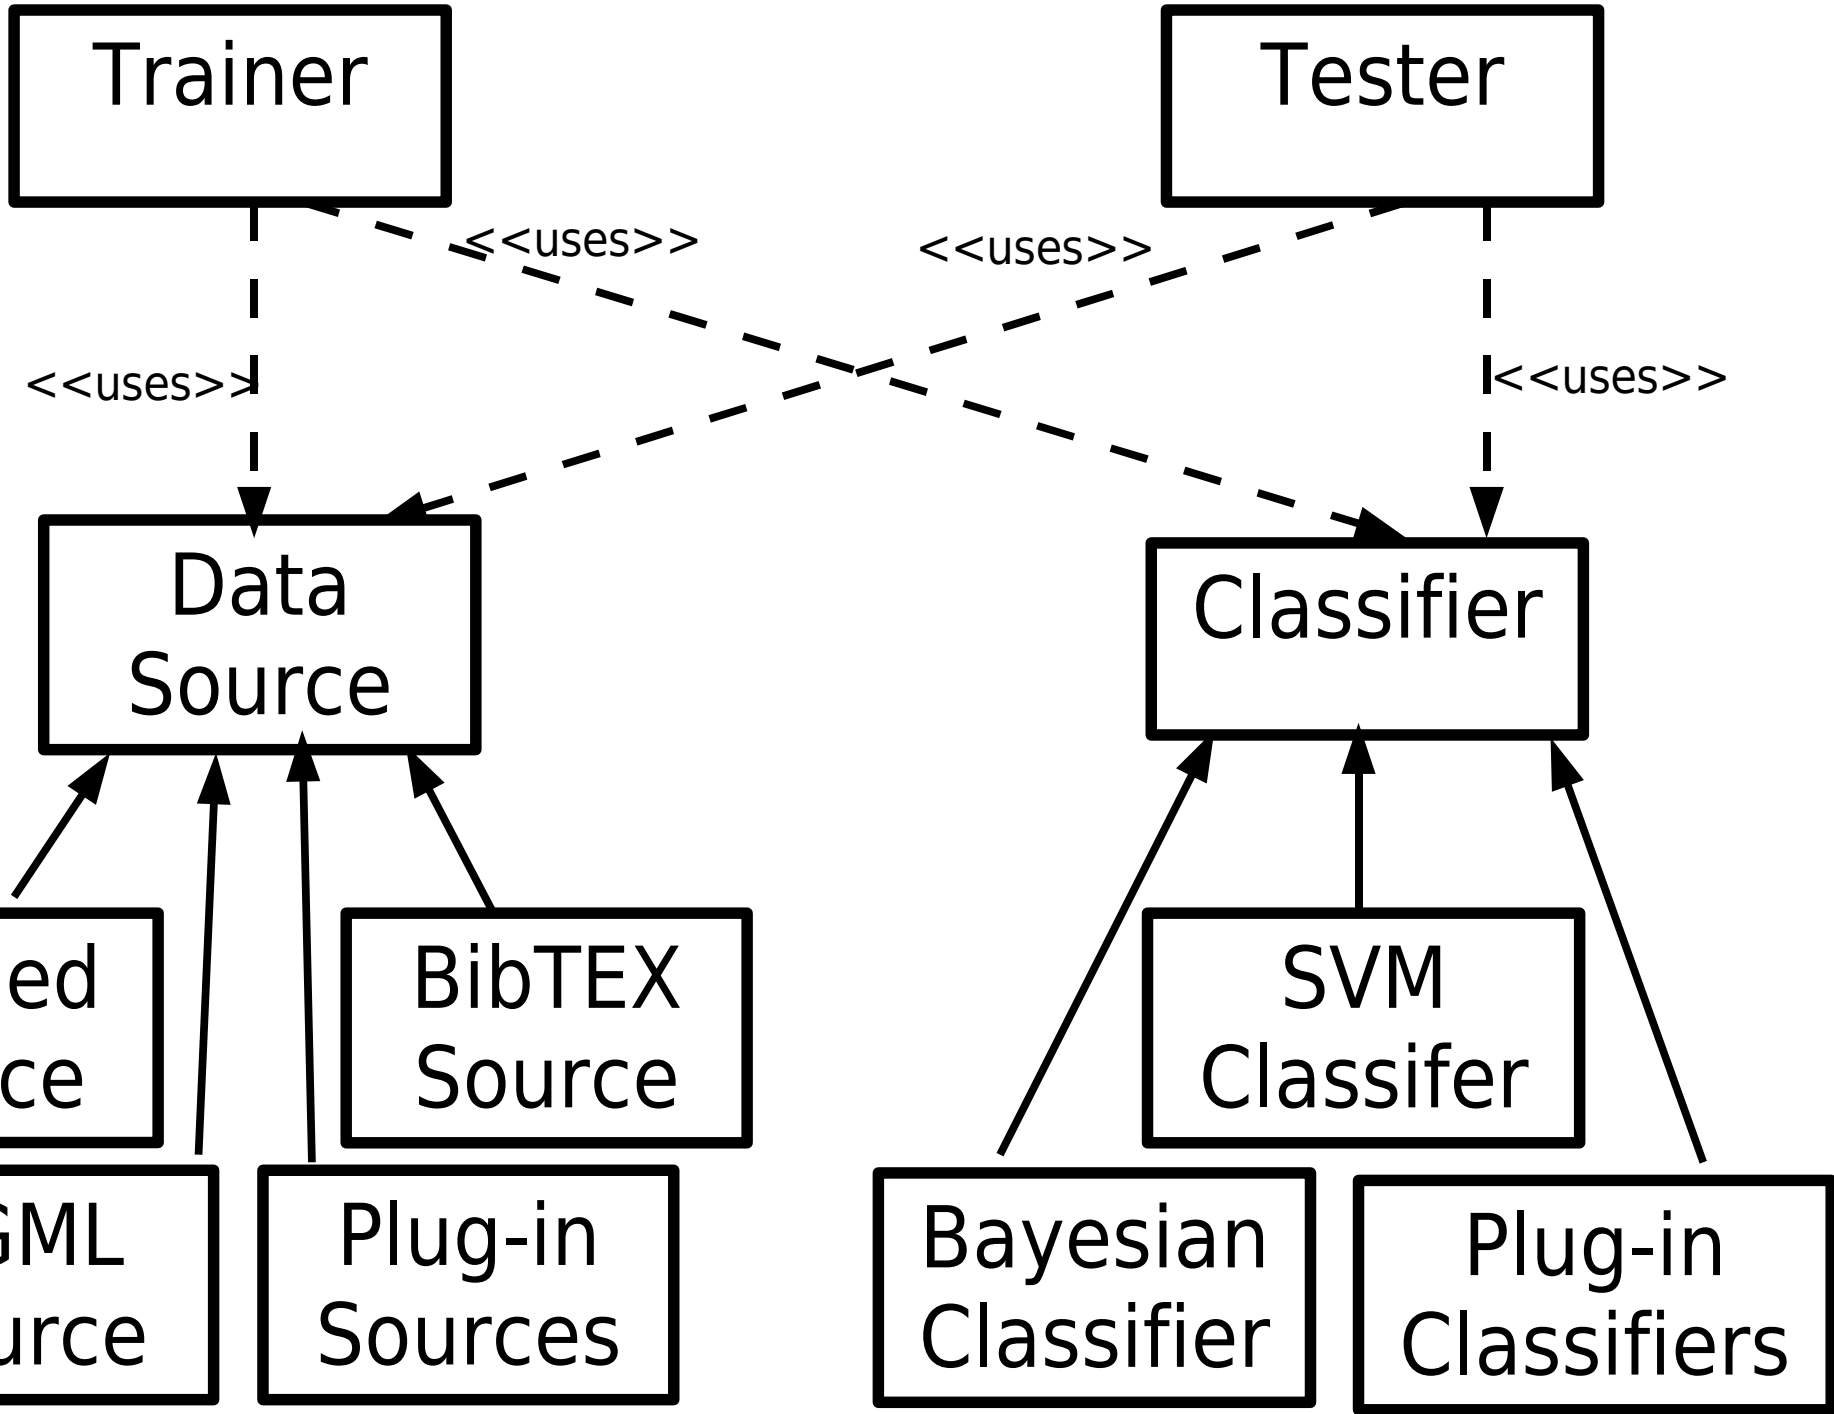 Trainer
Tester
<<uses>>
<<uses>>
<<uses>>
<<uses>>
Data
Source
Classifier
ed
ce
BibTEX
Source
SVM
Classifer
GML
urce
Plug-in
Sources
Bayesian
Classifier
Plug-in
Classifiers